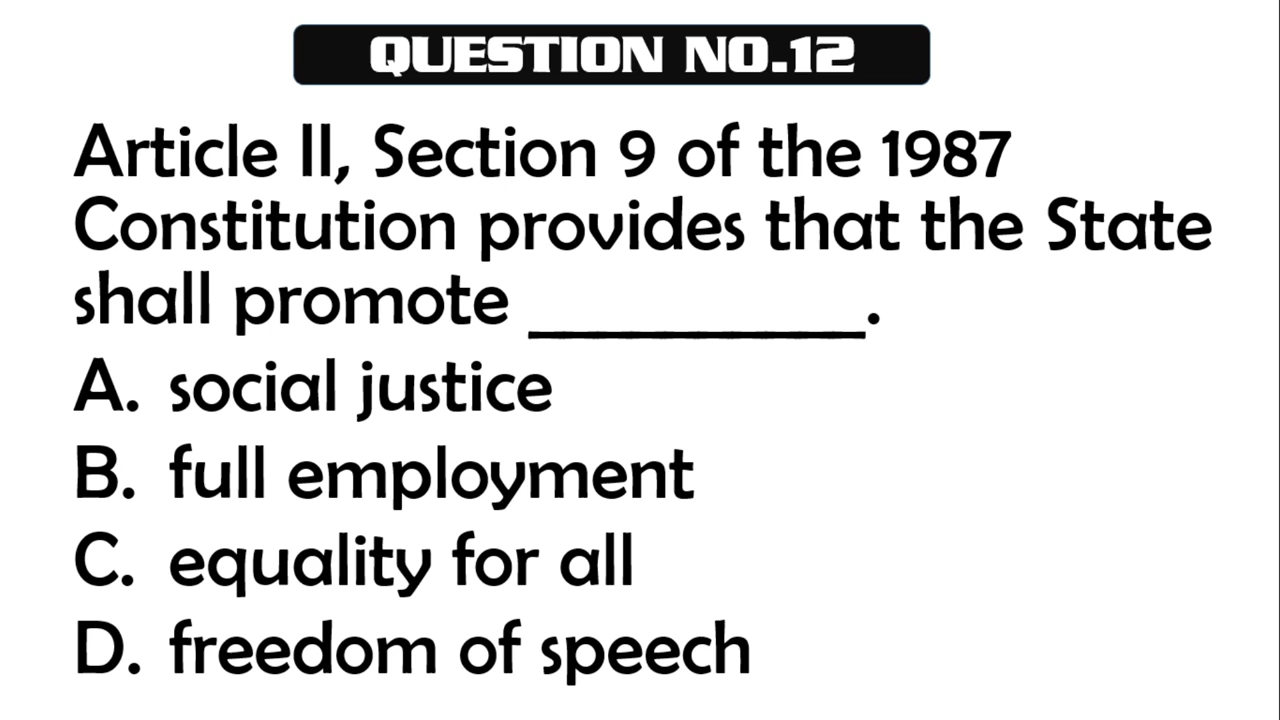 QUESTION NO.12
Article II, Section 9 of the 1987
Constitution provides that the State
shall promote __________.
A. social justice
B. full employment
C. equality for all
D. freedom of speech